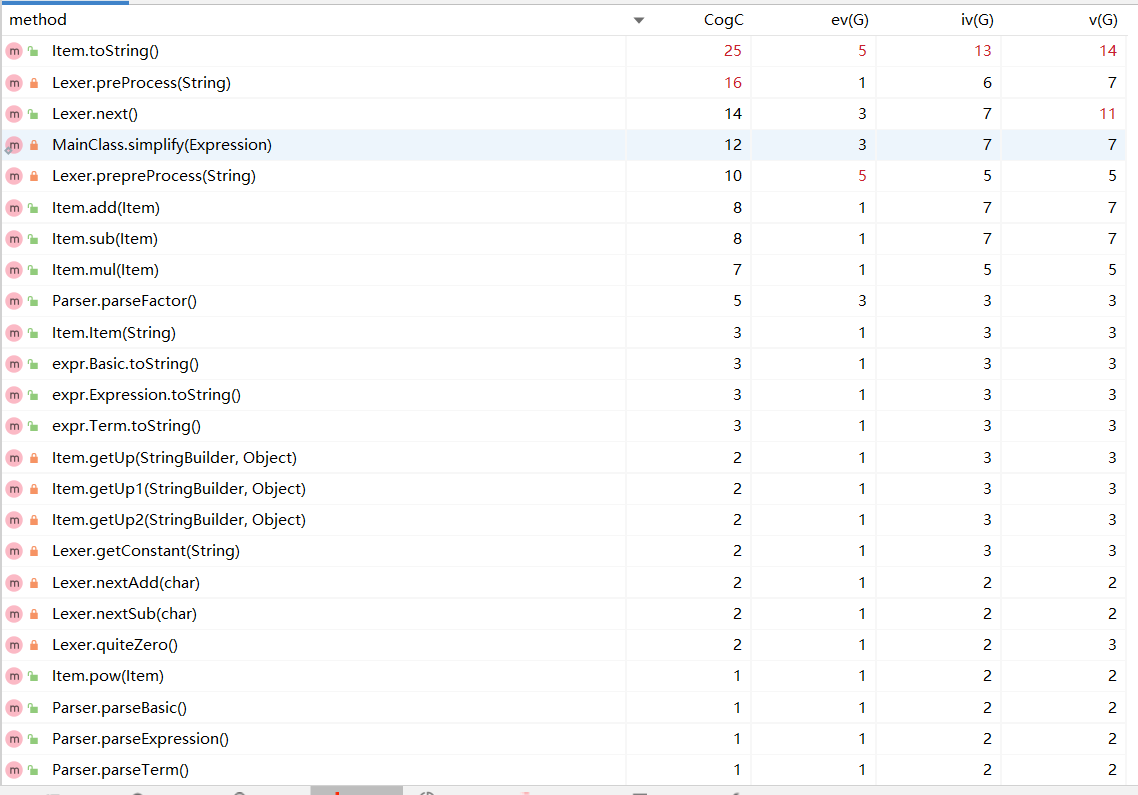 method CogC ev(G) iv(G) v(G)
m Item.toString() 25 5 13 14
m Lexer.preProcess(String) 16 1 6 7
m Lexer.next() 14 3 7 11
m MainClass.simplify(Expression) 12 3 7 7
m Lexer.prepreProcess(String) 10 5 5 5
m Item.add(Item) 8 1 7 7
m Item.sub(Item) 8 1 7 7
m Item.mul(Item) 7 1 5 5
m Parser.parseFactor() 5 3 3 3
m Item.Item(String) 3 1 3 3
m expr.Basic.toString() 3 1 3 3
m expr.Expression.toString() 3 1 3 3
m expr.Term.toString() 3 1 3 3
m Item.getUp(StringBuilder, Object) 2 1 3 3
m Item.getUp1(StringBuilder, Object) 2 1 3 3
m Item.getUp2(StringBuilder, Object) 2 1 3 3
m Lexer.getConstant(String) 2 1 3 3
m Lexer.nextAdd(char) 2 1 2 2
m Lexer.nextSub(char) 2 1 2 2
m Lexer.quiteZero() 2 1 2 3
m Item.pow(Item) 1 1 2 2
m Parser.parseBasic() 1 1 2 2
m Parser.parseExpression() 1 1 2 2
m Parser.parseTerm() 1 1 2 2